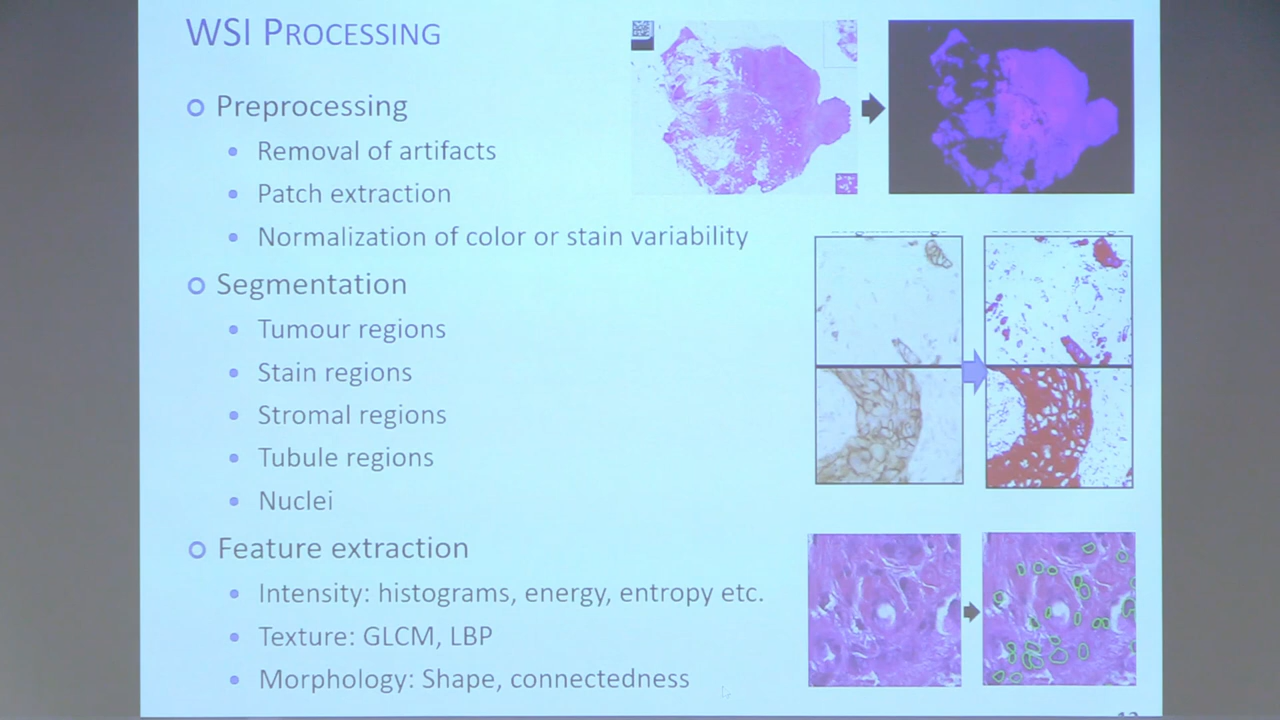 WSI PROCESSING
Preprocessing
Removal of artifacts
Patch extraction
Normalization of color or stain variability
Segmentation
Tumour regions
Stain regions
Stromal regions
Tubule regions
Nuclei
Feature extraction
Intensity: histograms, energy, entropy etc.
Texture: GLCM, LBP
Morphology: Shape, connectedness